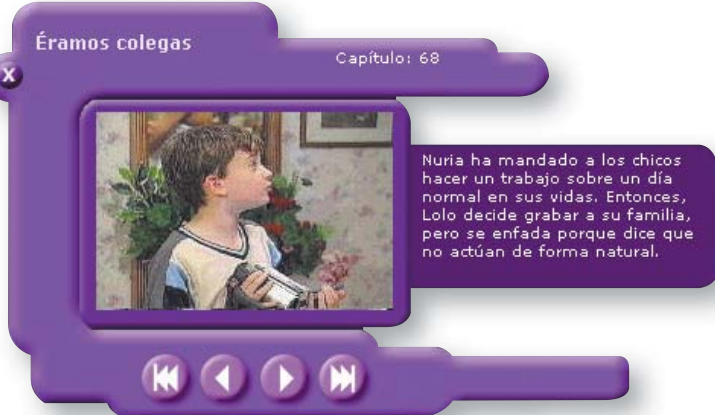 Éramos colegas
Capítulo: 68
X
Nuria ha mandado a los chicos
hacer un trabajo sobre un día
normal en sus vidas. Entonces,
Lolo decide grabar a su familia,
pero se enfada porque dice que
no actúan de forma natural.